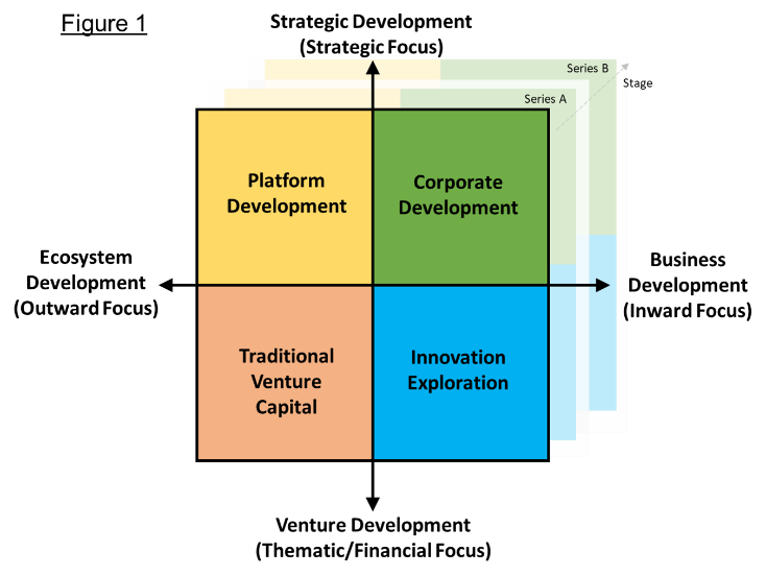 Figure 1
Strategic Development
(Strategic Focus)
Series B
Stage
Series A
Platform
Development
Corporate
Development
Ecosystem
Development
(Outward Focus)
Business
Development
(Inward Focus)
Traditional
Venture
Capital
Innovation
Exploration
Venture Development
(Thematic/Financial Focus)